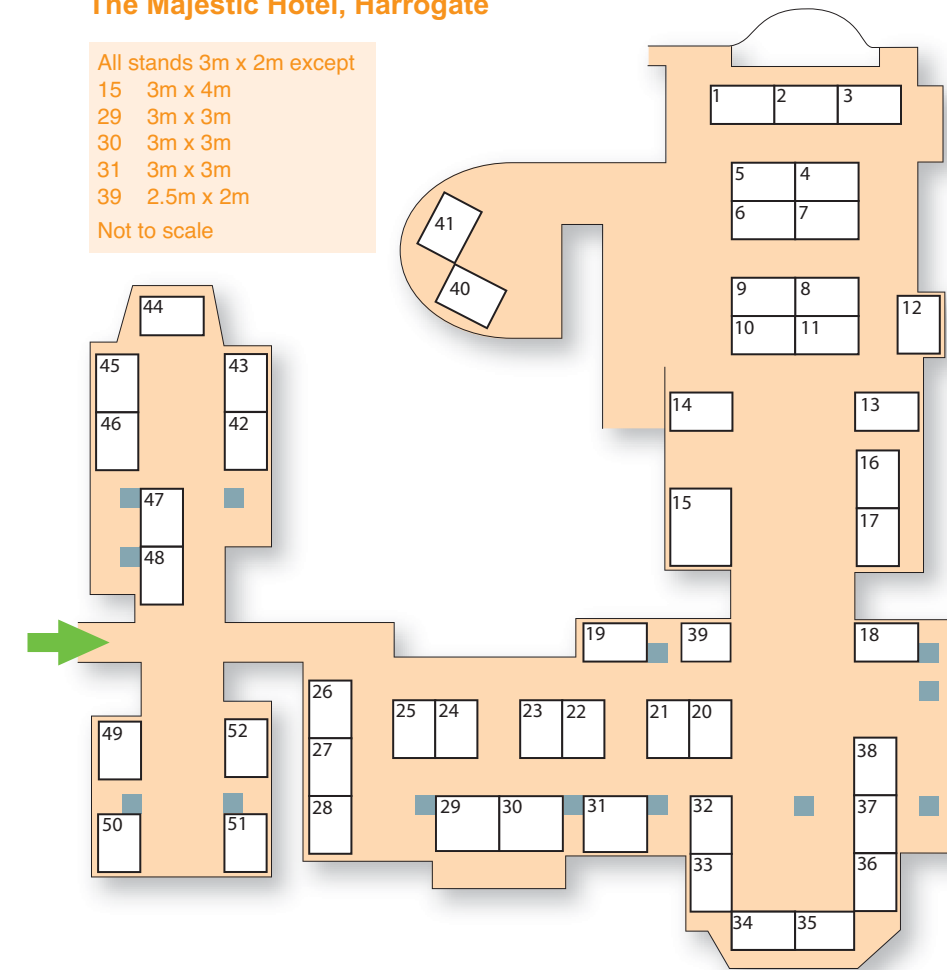 The Majestic Hotel, Harrogate
All stands 3m x 2m except
15 3m x 4m
29 3m x 3m
30 3m x 3m
31 3m x 3m
39 2.5m x 2m
Not to scale
1 2 3
5 4
6 7
41
40
9 8
10 11
12
44
45 43
46 42
14 13
16
15
17
47
48
19 39 18
26
25 24 23 22 21 20
49 52
27
38
28 29 30 31 32 37
50 51
33 36
34 35